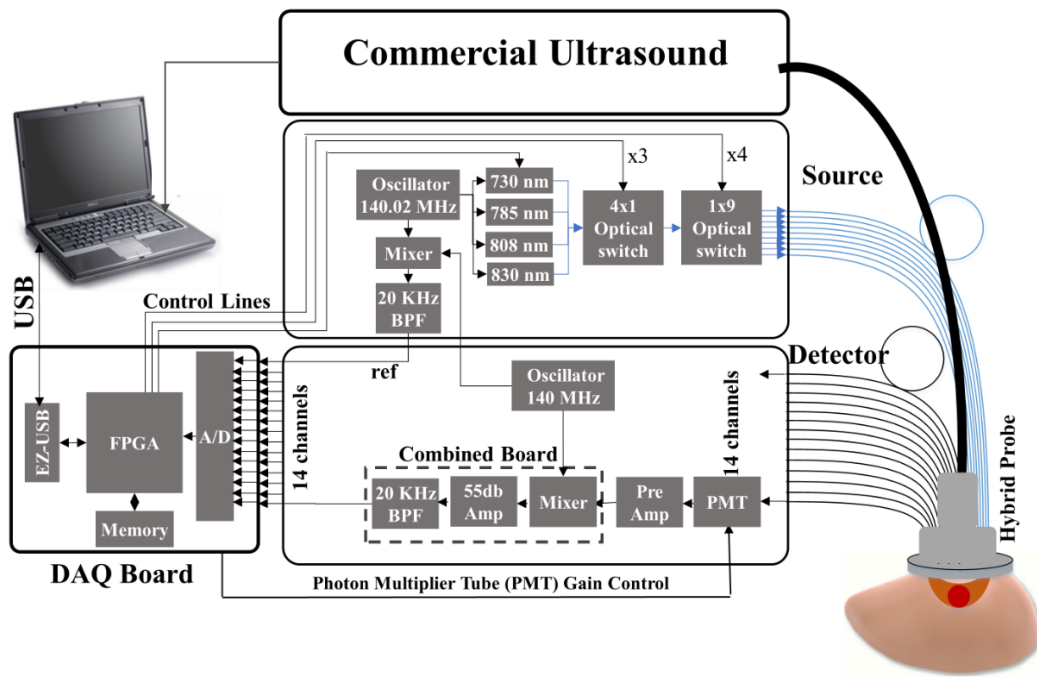 Commercial Ultrasound
x3
x4
Source
Oscillator
140.02 MHz
730 nm
785 nm
808 nm
830 nm
4x1
Optical
switch
1x9
Optical
switch
Mixer
20 KHz
BPF
Control Lines
USB
ref
Detector
Oscillator
140 MHz
14 channels
14 channels
EZ-USB
FPGA
A/D
Memory
Combined Board
20 KHz
BPF
55db
Amp
Mixer
Pre
Amp
PMT
Hybrid Probe
DAQ Board
Photon Multiplier Tube (PMT) Gain Control